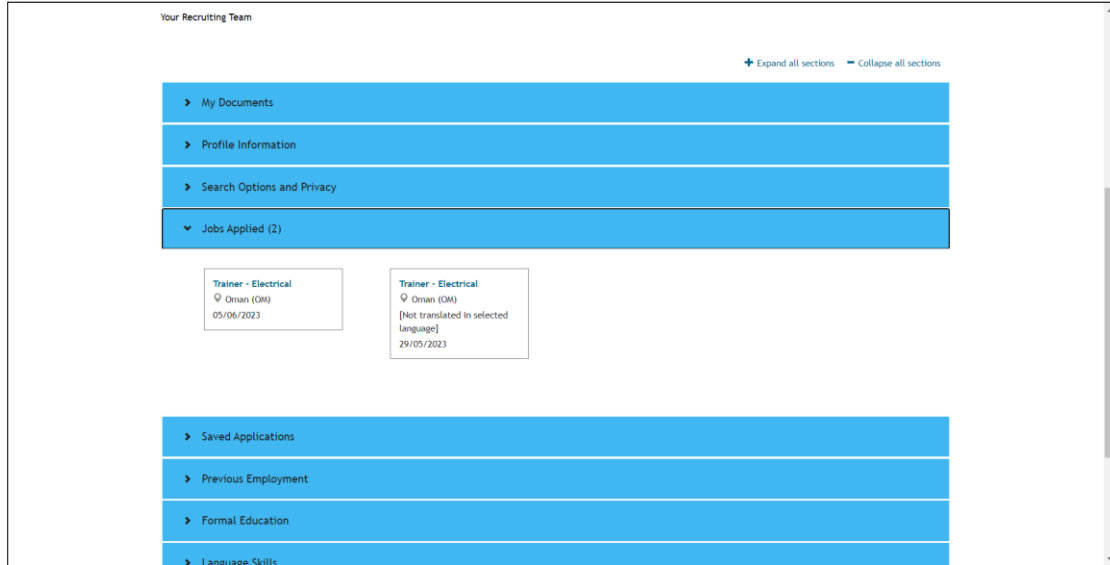 Your Recruiting Team
Expand all sections
Collapse all sections
My Documents
Profile Information
Search Options and Privacy
Jobs Applied (2)
Trainer - Electrical
Oman (OM)
05/06/2023
Trainer - Electrical
Oman (OM)
[Not translated in selected
language]
29/05/2023
Saved Applications
Previous Employment
Formal Education
Language Skills